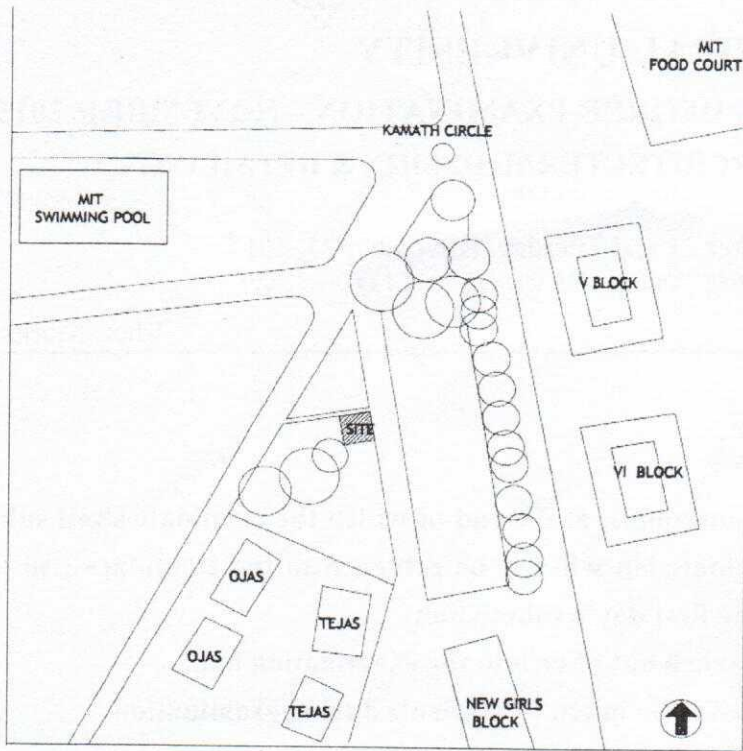 MIT
FOOD COURT
KAMATH CIRCLE
MIT
SWIMMING POOL
V BLOCK
SITE
VI BLOCK
OJAS
TEJAS
OJAS
TEJAS
NEW GIRLS
BLOCK